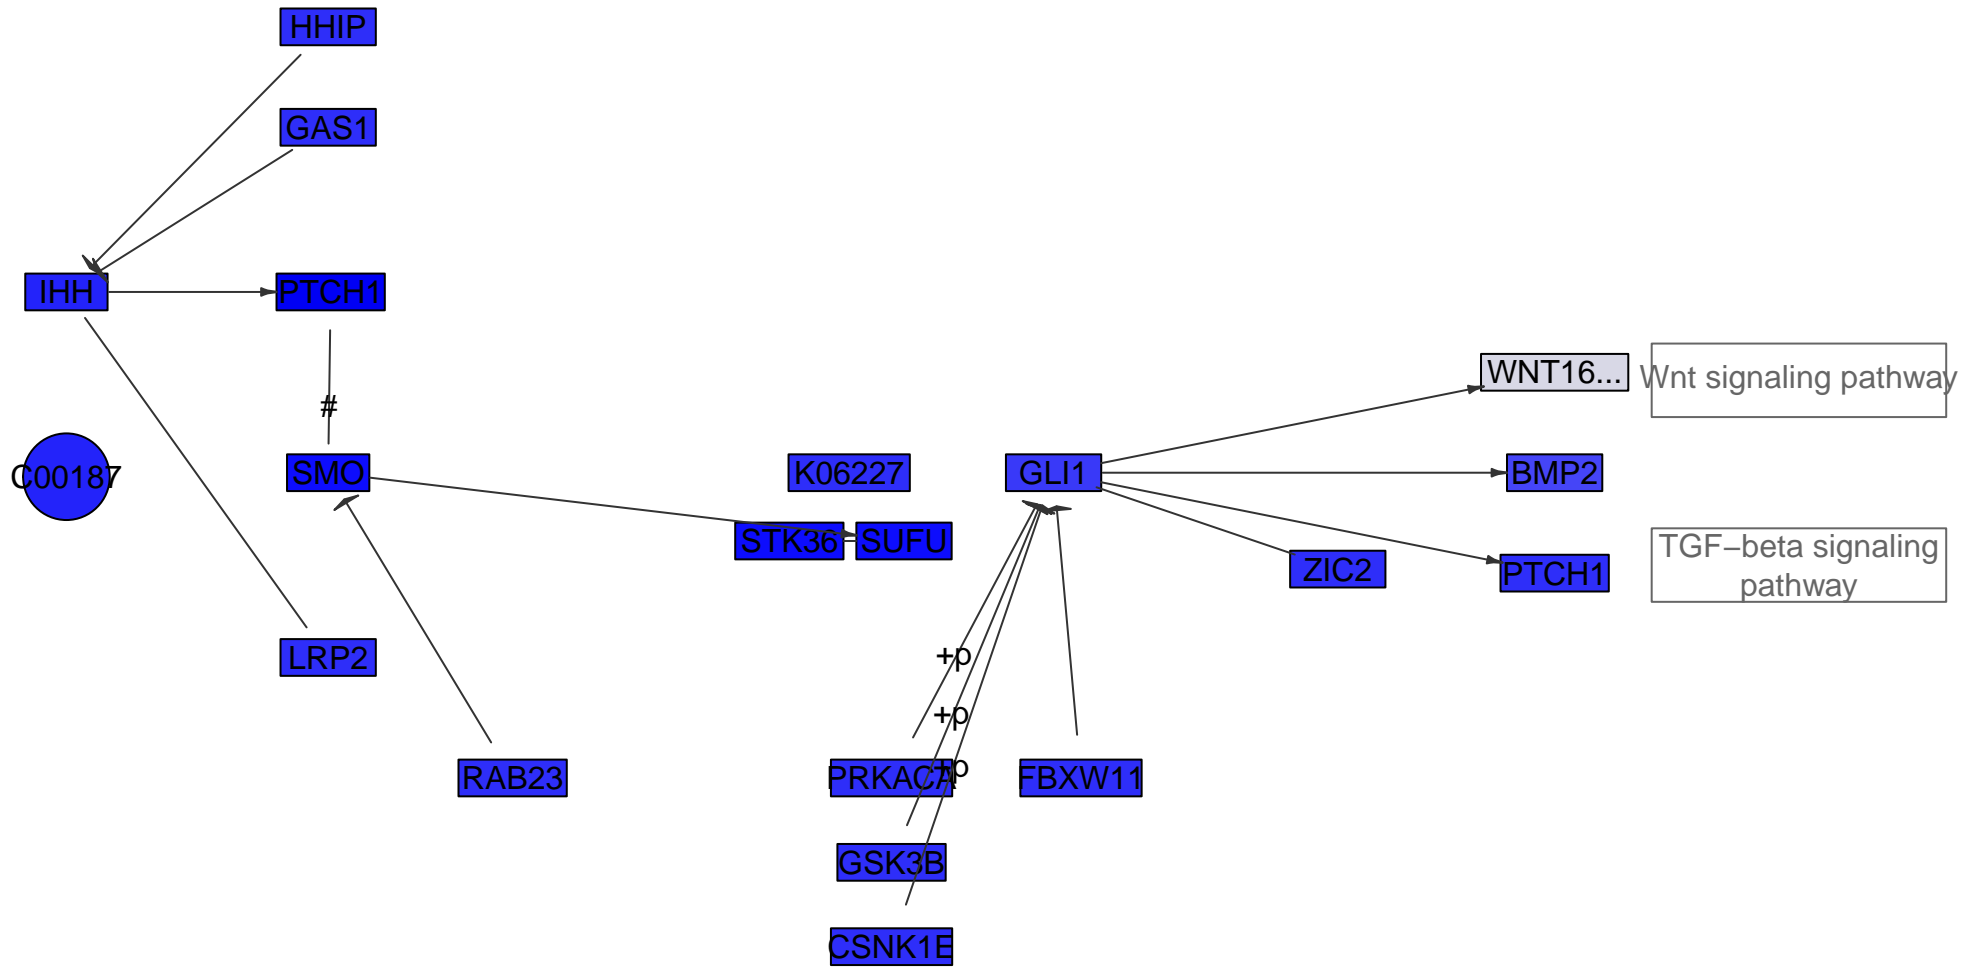 HHIP
GAS1
IHH
PTCH1
WNT16...
Wnt signaling pathway
#
C00187
SMO
K06227
GLI1
BMP2
STK36
SUFU
TGF−beta signaling
pathway
ZIC2
PTCH1
LRP2
+p
+p
+p
RAB23
PRKACA
FBXW11
GSK3B
CSNK1E